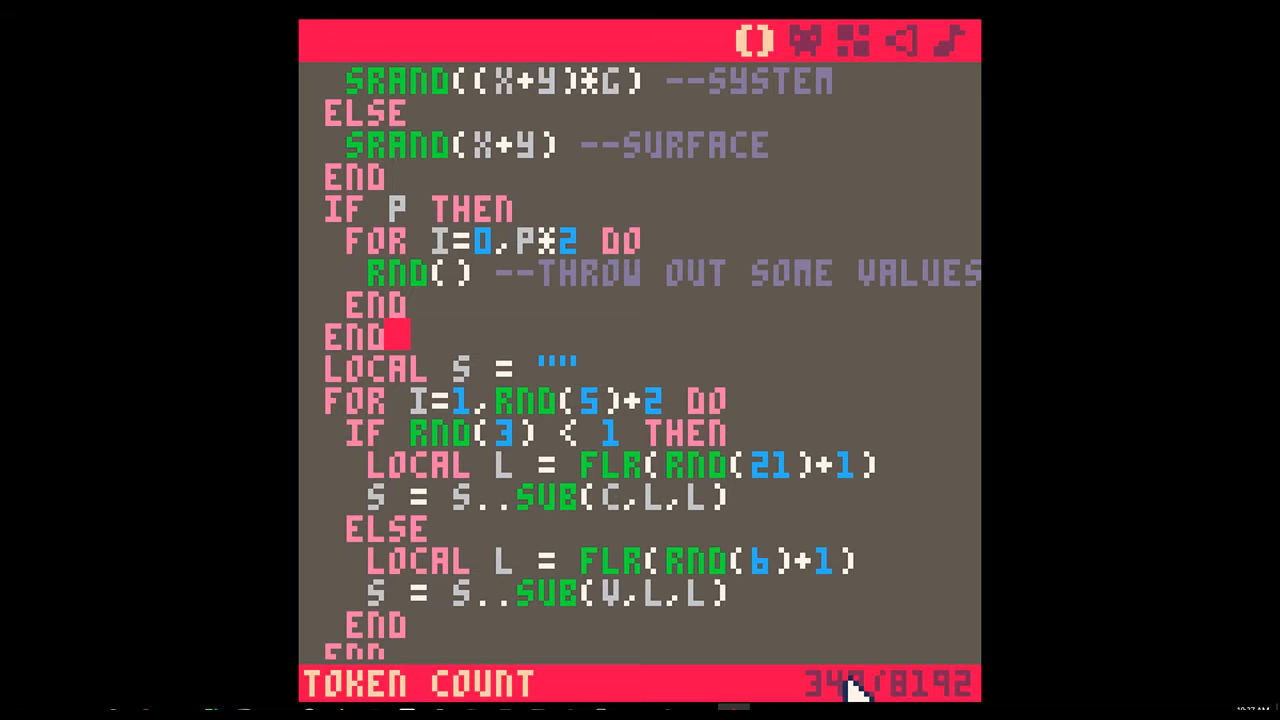 SRAND((X+Y)*G) --SYSTEM
ELSE
SRAND(X+Y) --SURFACE
END
IF P THEN
FOR I=0,P*2 DO
RND() --THROW OUT SOME VALUES
END
END
LOCAL S = ""
FOR I=1,RND(5)+2 DO
IF RND(3) < 1 THEN
LOCAL L = FLR(RND(21)+1)
S = S..SUB(C,L,L)
ELSE
LOCAL L = FLR(RND(6)+1)
S = S..SUB(V,L,L)
END
END
TOKEN COUNT